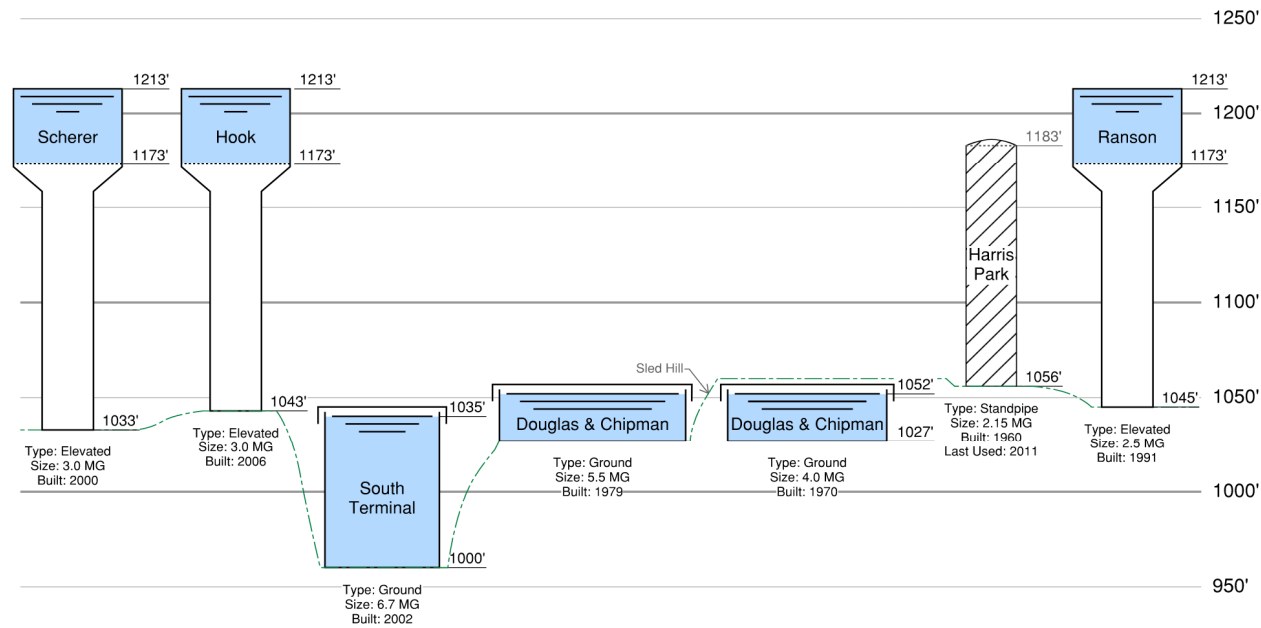 1250'
1213'
1213'
1213'
Scherer
Hook
Ranson
1200'
1183'
1173'
1173'
1173'
1150'
Harris
Park
1100'
Sled Hill
1056'
1052'
1050'
1045'
1043'
1035'
1033'
Douglas & Chipman
Douglas & Chipman
1027'
Type: Elevated
Size: 3.0 MG
Built: 2000
Type: Elevated
Size: 3.0 MG
Built: 2006
South
Terminal
1000'
Type: Ground
Size: 6.7 MG
Built: 2002
Type: Ground
Size: 5.5 MG
Built: 1979
Type: Ground
Size: 4.0 MG
Built: 1970
Type: Standpipe
Size: 2.15 MG
Built: 1960
Last Used: 2011
Type: Elevated
Size: 2.5 MG
Built: 1991
1000'
950'